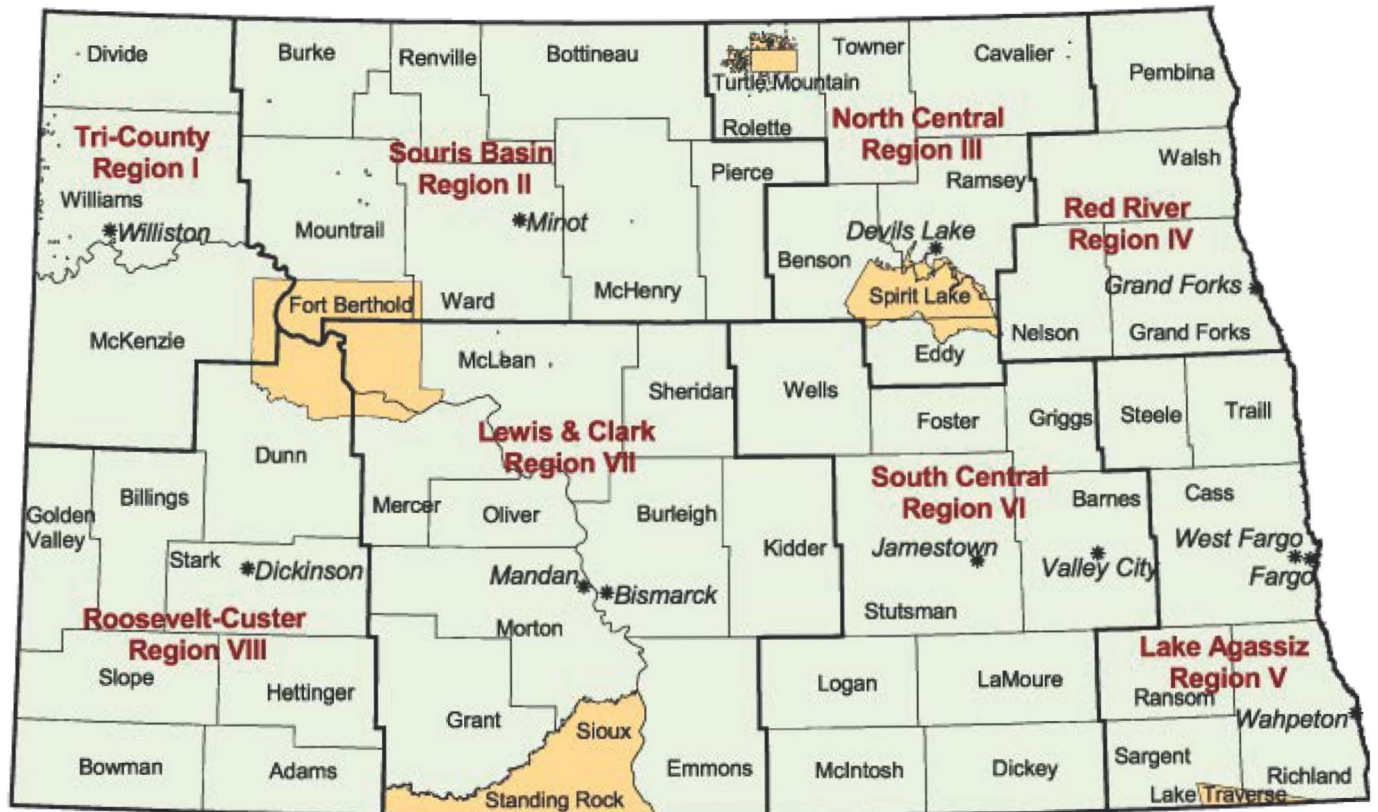 Divide
Burke
Renville
Bottineau
Towner
Cavalier
Pembina
Turtle Mountain
Rolette
Tri-County
Region I
Souris Basin
Region II
North Central
Region III
Pierce
Walsh
Ramsey
Williams
Williston
Mountrail
Minot
Red River
Region IV
Devils Lake
Benson
Fort Berthold
Ward
McHenry
Spirit Lake
Grand Forks
McKenzie
Nelson
Grand Forks
McLean
Eddy
Sheridan
Wells
Foster
Griggs
Steele
Traill
Dunn
Lewis & Clark
Region VII
South Central
Region VI
Golden
Valley
Billings
Mercer
Oliver
Burleigh
Kidder
Barnes
Cass
Stark
Dickinson
Mandan
Bismarck
Jamestown
Valley City
West Fargo
Fargo
Stutsman
Morton
Roosevelt-Custer
Region VIII
Lake Agassiz
Region V
Slope
Hettinger
Grant
Sioux
Logan
LaMoure
Ransom
Wahpeton
Bowman
Adams
Standing Rock
Emmons
McIntosh
Dickey
Sargent
Richland
Lake Traverse